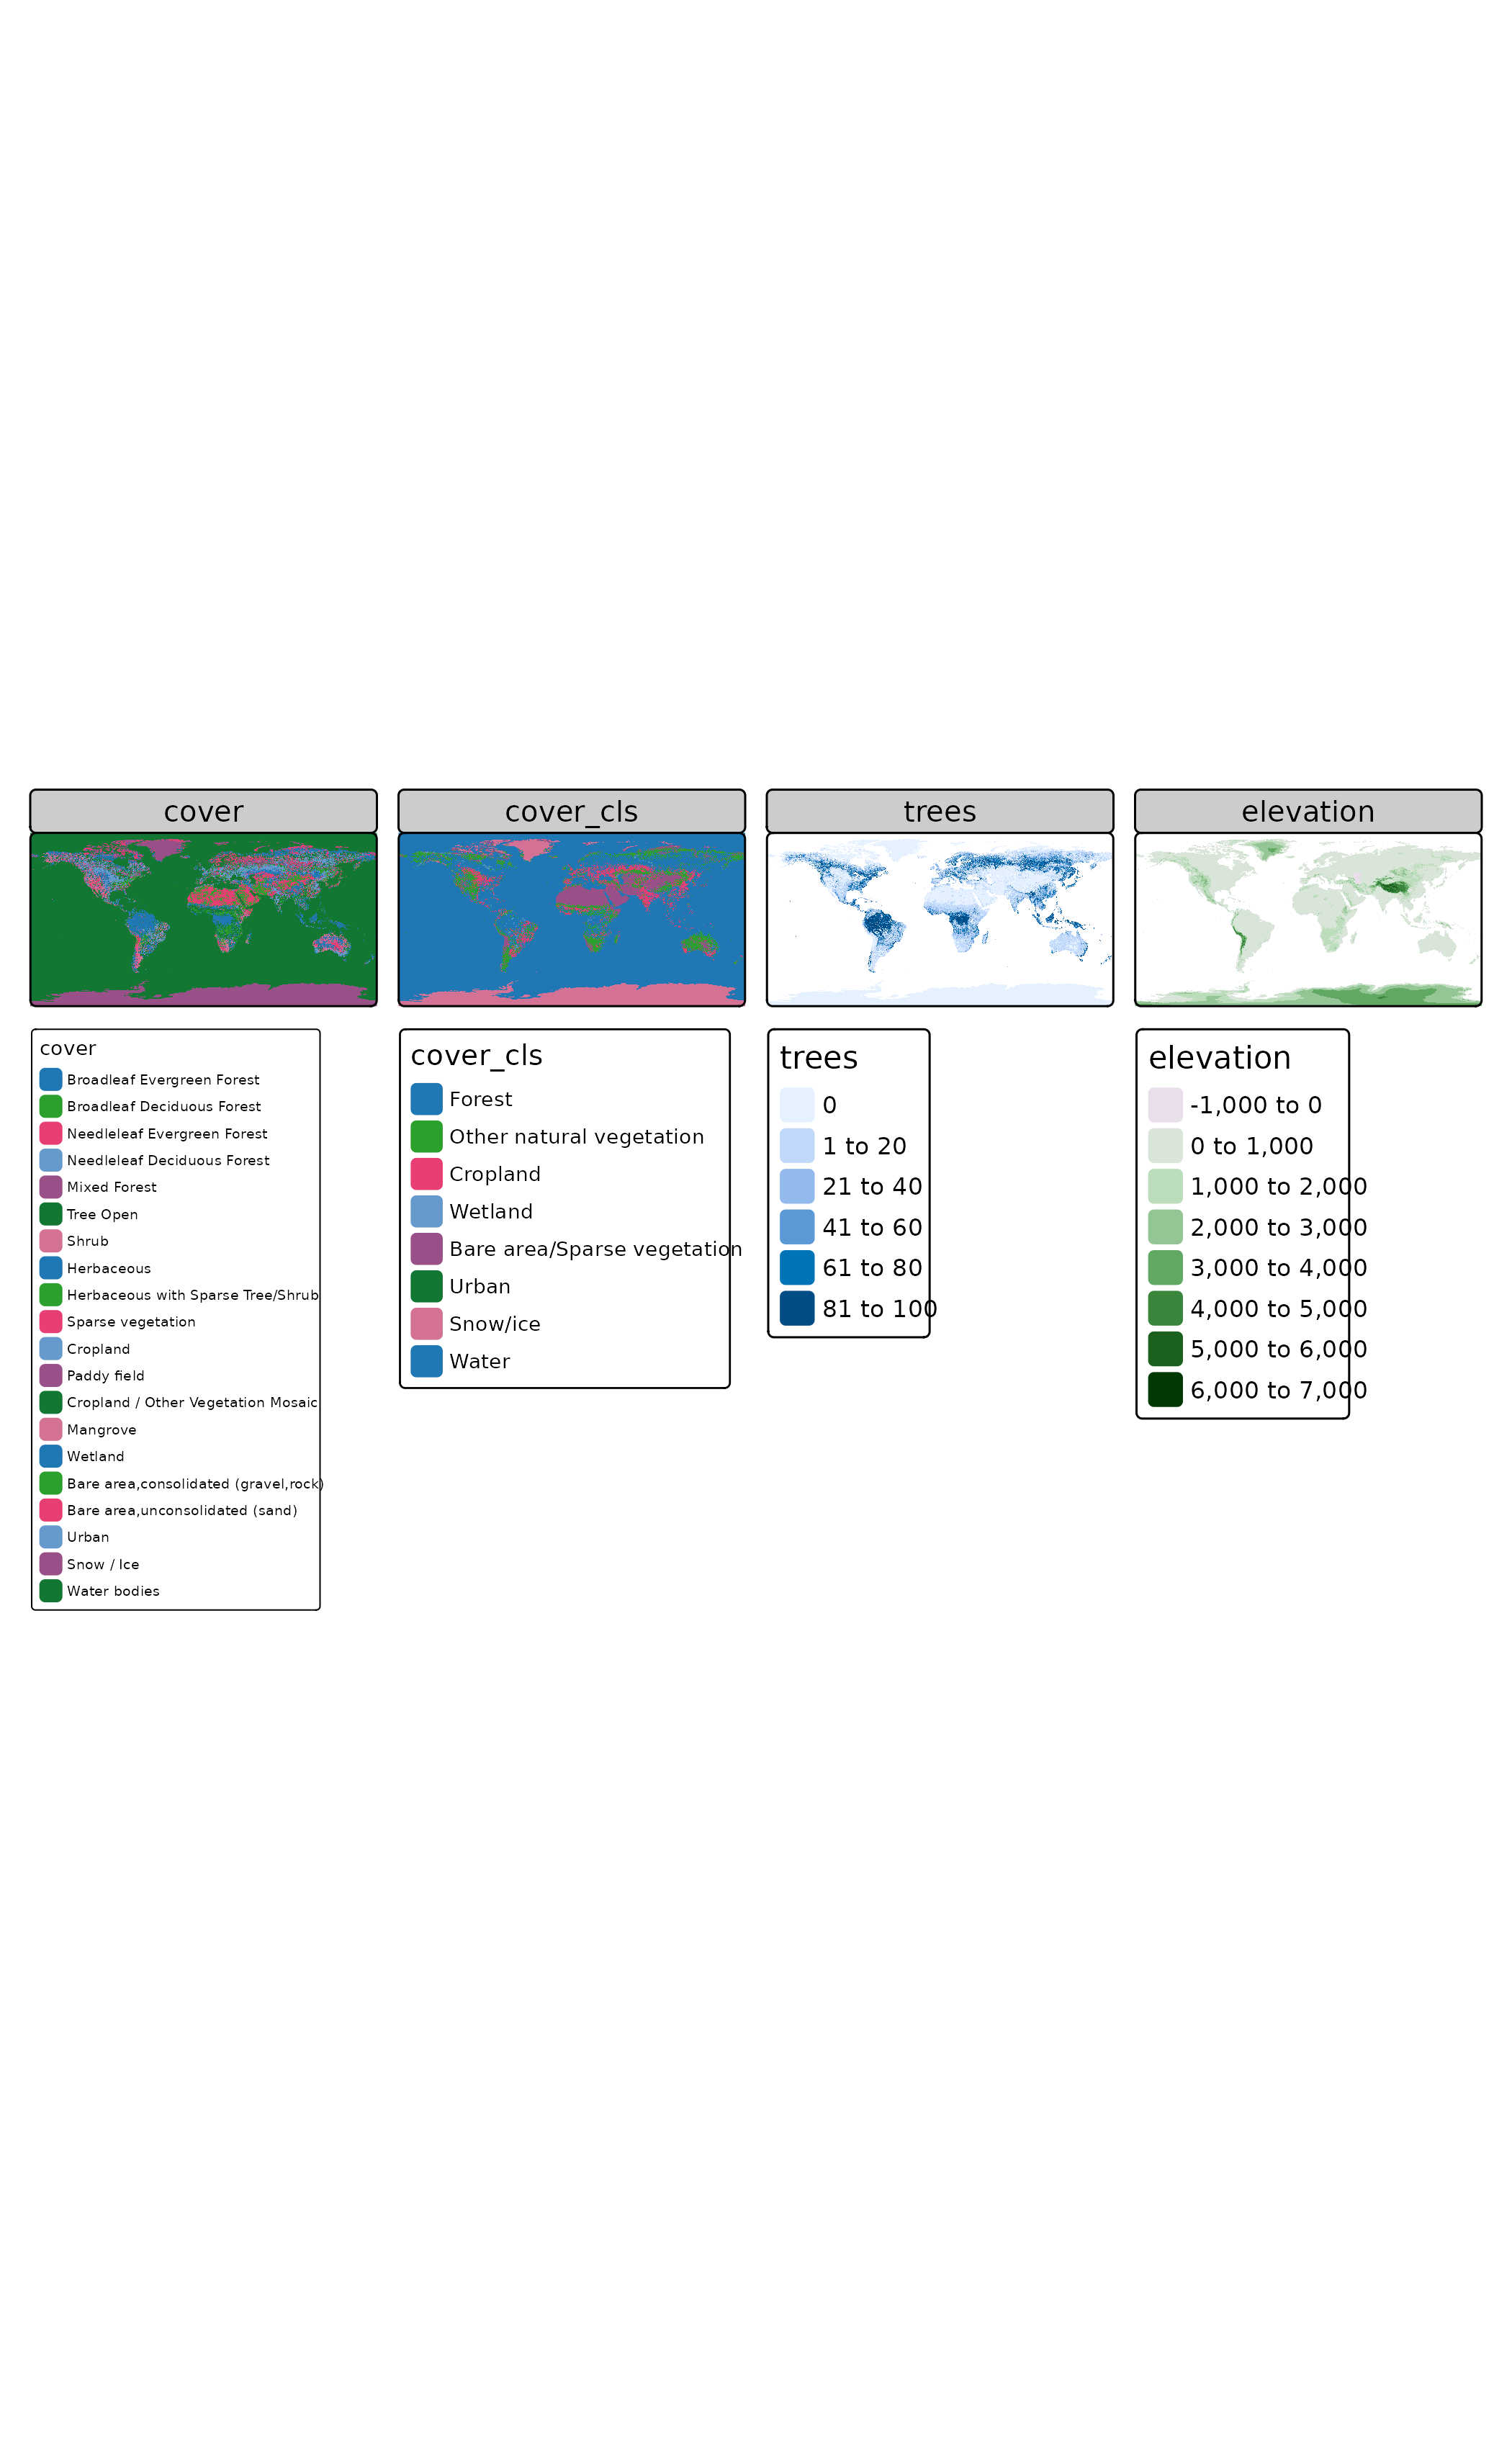 cover
cover_cls
trees
elevation
cover
Broadleaf Evergreen Forest
Broadleaf Deciduous Forest
Needleleaf Evergreen Forest
Needleleaf Deciduous Forest
Mixed Forest
Tree Open
Shrub
Herbaceous
Herbaceous with Sparse Tree/Shrub
Sparse vegetation
Cropland
Paddy field
Cropland / Other Vegetation Mosaic
Mangrove
Wetland
Bare area,consolidated (gravel,rock)
Bare area,unconsolidated (sand)
Urban
Snow / Ice
Water bodies
cover_cls
Forest
Other natural vegetation
Cropland
Wetland
Bare area/Sparse vegetation
Urban
Snow/ice
Water
trees
0
1 to 20
21 to 40
41 to 60
61 to 80
81 to 100
elevation
-1,000 to 0
0 to 1,000
1,000 to 2,000
2,000 to 3,000
3,000 to 4,000
4,000 to 5,000
5,000 to 6,000
6,000 to 7,000